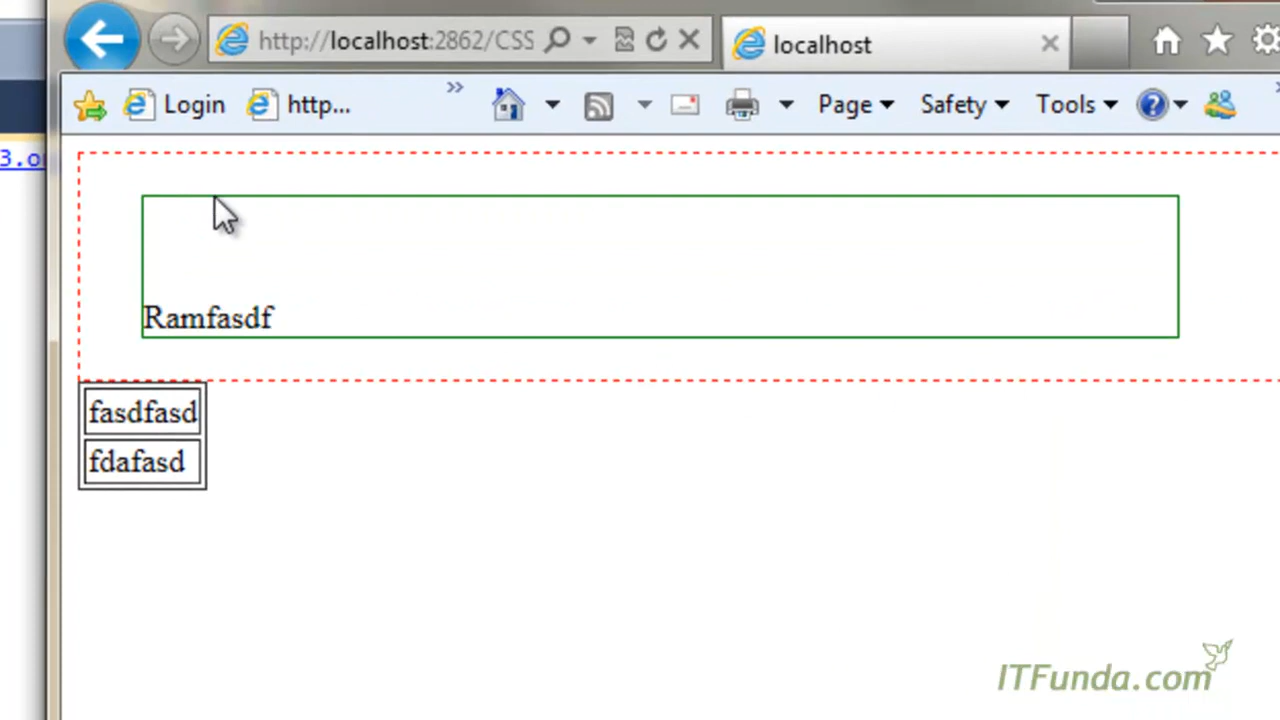 http://localhost:2862/CSS
localhost
Login
http...
Page
Safety
Tools
3.o
Ramfasdf
fasdfasd
fdafasd
ITFunda.com